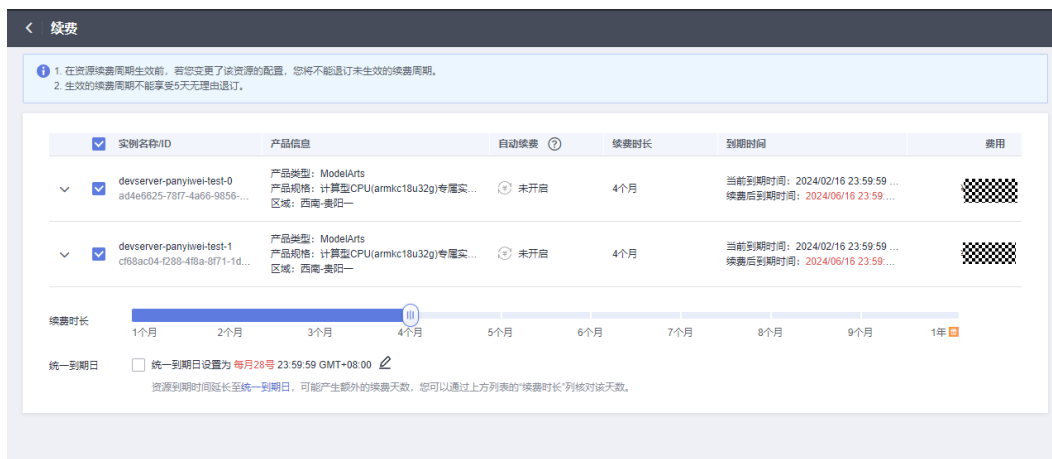 续费
1. 在资源续费周期生效前，若您变更了该资源的配置，您将不能退订未生效的续费周期。
2. 生效的续费周期不能享受5天无理由退订。
实例名称/ID 产品信息 自动续费 ? 续费时长 到期时间 费用
devserver-panyiwei-test-0
ad4e6625-78f7-4a66-9856-...
产品类型：ModelArts
产品规格：计算型CPU(armkc18u32g)专属实...
区域：西南-贵阳一
未开启
4个月
当前到期时间：2024/02/16 23:59:59 ...
续费后到期时间：2024/06/16 23:59:...
devserver-panyiwei-test-1
cf68ac04-f288-4f8a-8f71-1d...
产品类型：ModelArts
产品规格：计算型CPU(armkc18u32g)专属实...
区域：西南-贵阳一
未开启
4个月
当前到期时间：2024/02/16 23:59:59 ...
续费后到期时间：2024/06/16 23:59:...
续费时长
1个月 2个月 3个月 4个月 5个月 6个月 7个月 8个月 9个月 1年
统一到期日 统一到期日设置为 每月28号 23:59:59 GMT+08:00
资源到期时间延长至统一到期日，可能产生额外的续费天数，您可以通过上方列表的“续费时长”列核对该天数。